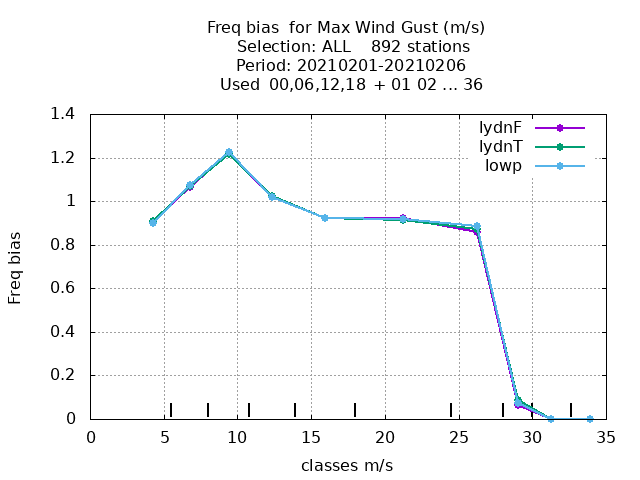 Freq bias  for Max Wind Gust (m/s)
Selection: ALL    892 stations
Period: 20210201-20210206
Used  00,06,12,18  + 01 02 ... 36
1.4
1.2
1
0.8
0.6
0.4
0.2
0
Freq bias
lydnF
lydnT
lowp
0 5 10 15 20 25 30 35
classes m/s